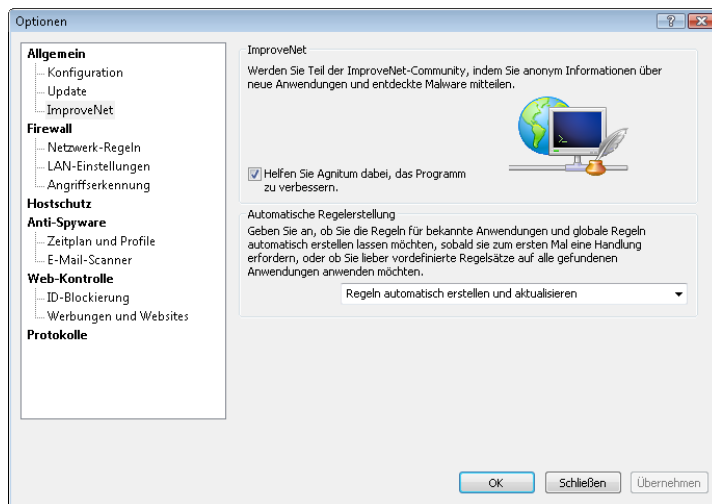 Optionen
Allgemein
Konfiguration
Update
ImproveNet
Firewall
Netzwerk-Regeln
LAN-Einstellungen
Angriffserkennung
Hostschutz
Anti-Spyware
Zeitplan und Profile
E-Mail-Scanner
Web-Kontrolle
ID-Blockierung
Werbungen und Websites
Protokolle
ImproveNet
Werden Sie Teil der ImproveNet-Community, indem Sie anonym Informationen über
neue Anwendungen und entdeckte Malware mitteilen.
Helfen Sie Agnitum dabei, das Programm
zu verbessern.
Automatische Regelerstellung
Geben Sie an, ob Sie die Regeln für bekannte Anwendungen und globale Regeln
automatisch erstellen lassen möchten, sobald sie zum ersten Mal eine Handlung
erfordern, oder ob Sie lieber vordefinierte Regelsätze auf alle gefundenen
Anwendungen anwenden möchten.
Regeln automatisch erstellen und aktualisieren
OK
Schließen
Übernehmen